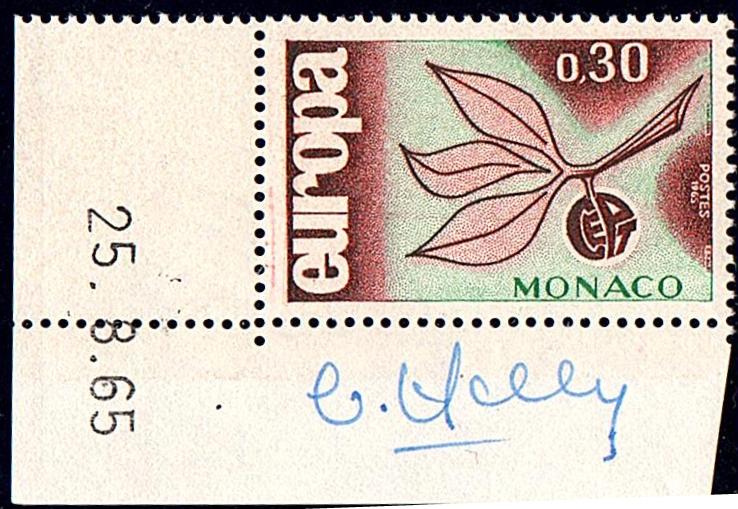 europa
0,30
POSTES
1965
MONACO
25.8.65